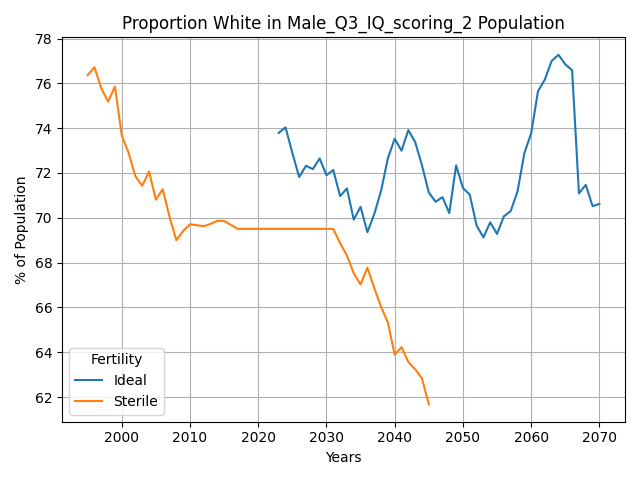 Proportion White in Male_Q3_IQ_scoring_2 Population
78
76
74
72
70
68
66
64
62
% of Population
Fertility
Ideal
Sterile
2000 2010 2020 2030 2040 2050 2060 2070
Years